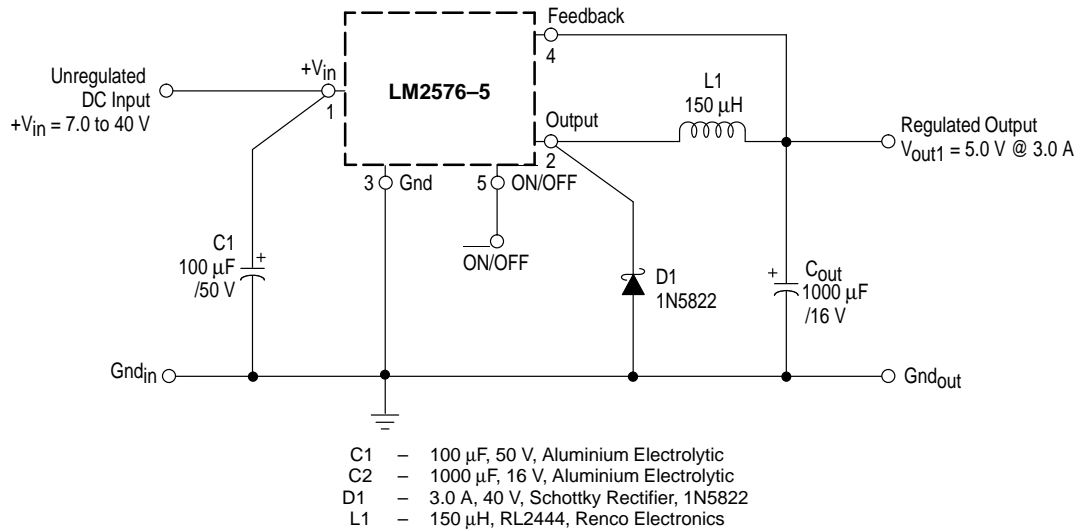 Feedback
4
Unregulated
DC Input
+Vin = 7.0 to 40 V
+Vin
1
LM2576–5
L1
150 μH
Output
2
Regulated Output
Vout1 = 5.0 V @ 3.0 A
3 Gnd
5 ON/OFF
ON/OFF
C1
100 μF
/50 V
+
D1
1N5822
+
Cout
1000 μF
/16 V
Gndin
Gndout
C1 – 100 μF, 50 V, Aluminium Electrolytic
C2 – 1000 μF, 16 V, Aluminium Electrolytic
D1 – 3.0 A, 40 V, Schottky Rectifier, 1N5822
L1 – 150 μH, RL2444, Renco Electronics